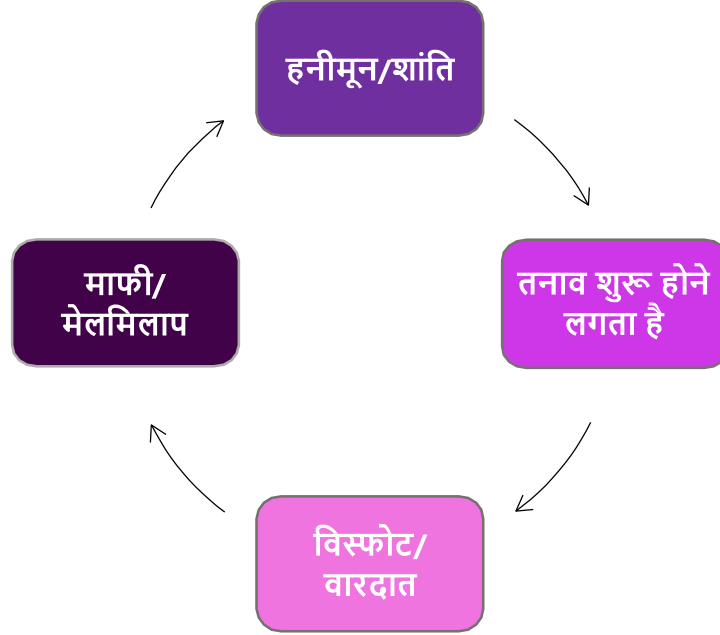 हनीमून/शांति
तनाव शुरू होने
लगता है
विस्फोट/
वारदात
माफी/
मेलमिलाप